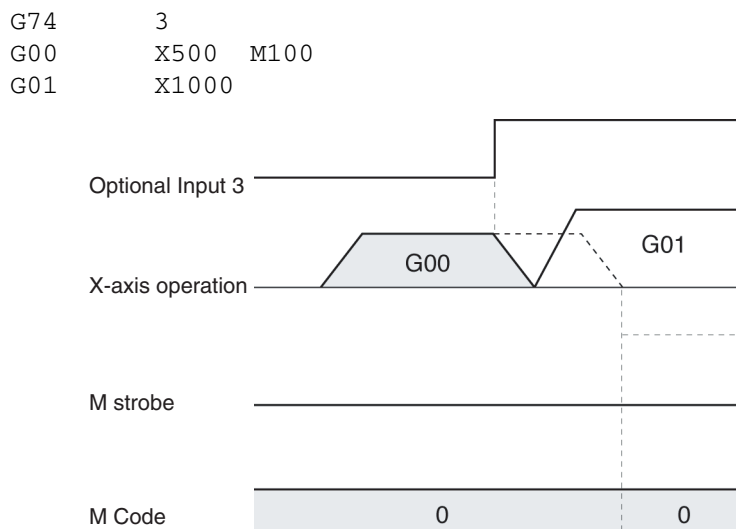 G74 3
G00 X500 M100
G01 X1000
Optional Input 3
G00
G01
X-axis operation
M strobe
M Code 0 0